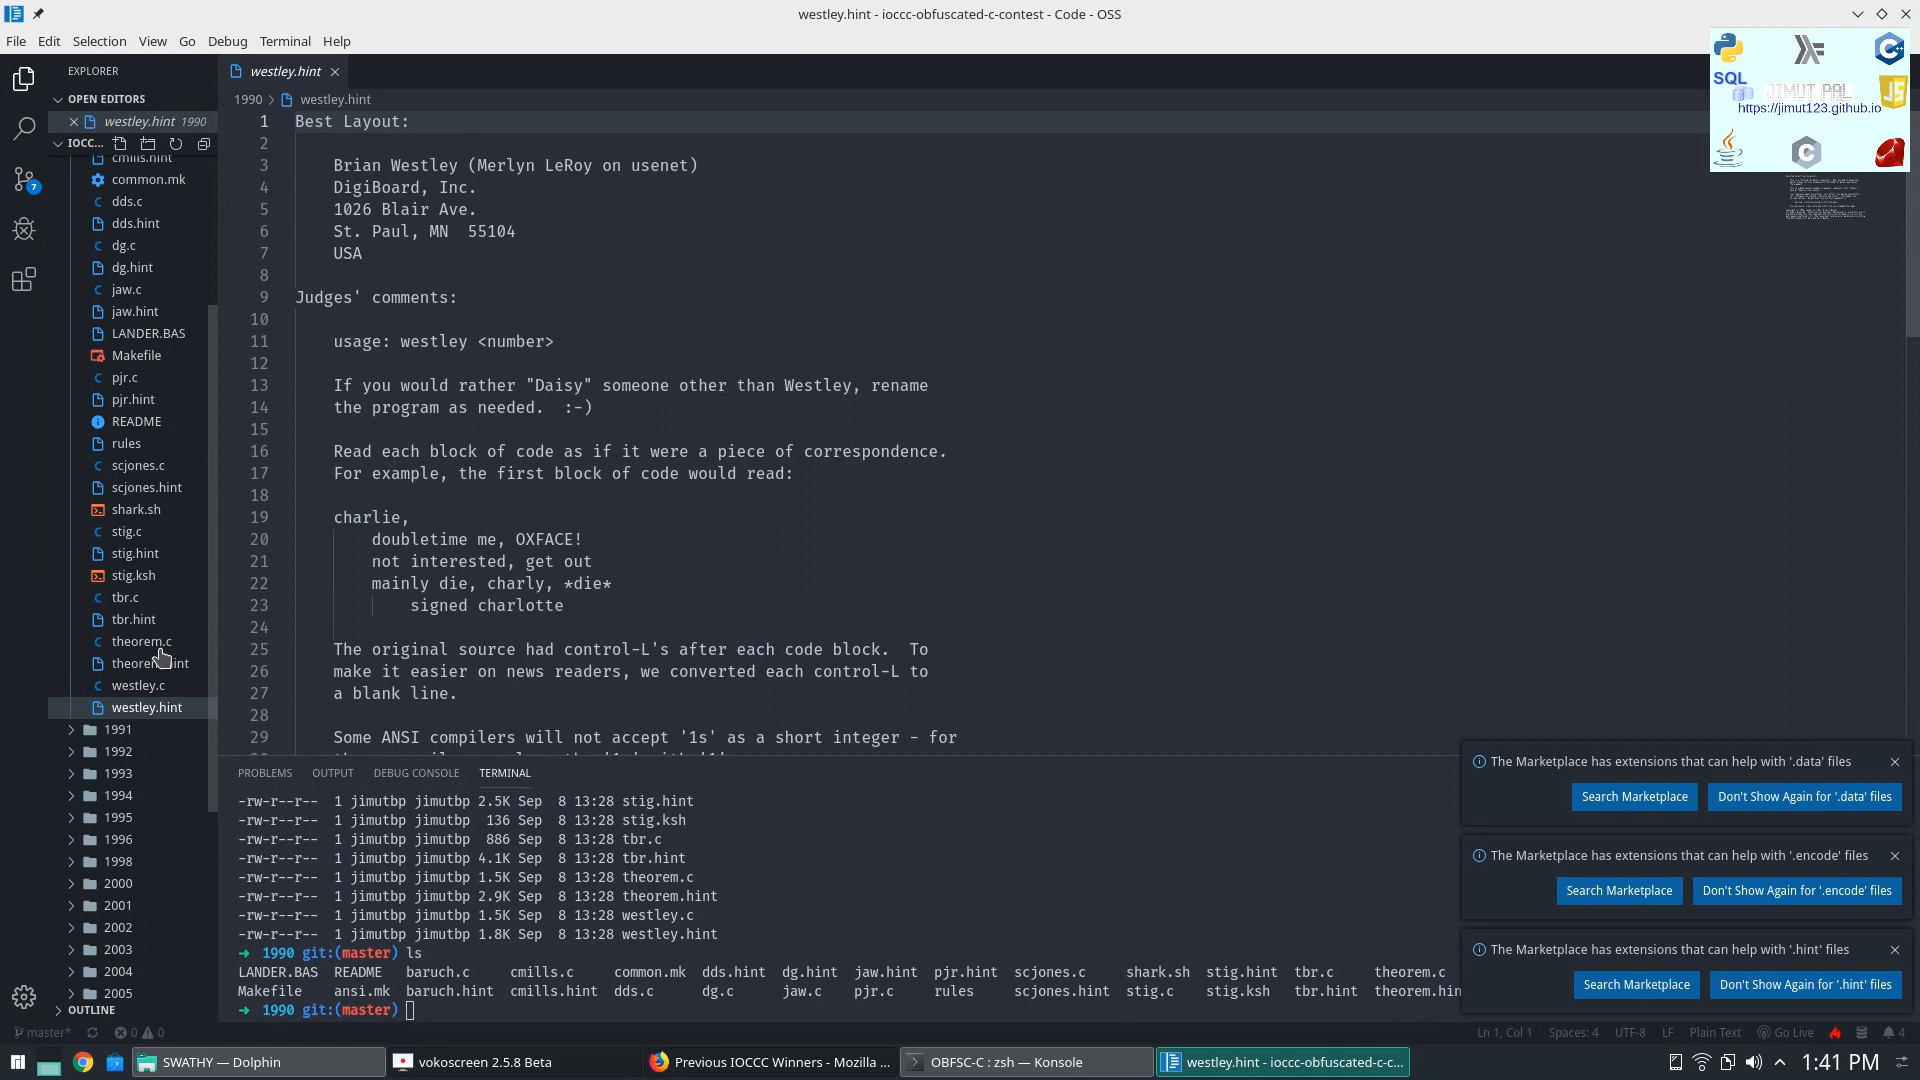 westley.hint - ioccc-obfuscated-c-contest - Code - OSS
File Edit Selection View Go Debug Terminal Help
EXPLORER
OPEN EDITORS
westley.hint 1990
IOCC...
cmills.hint
common.mk
dds.c
dds.hint
dg.c
dg.hint
jaw.c
jaw.hint
LANDER.BAS
Makefile
pjr.c
pjr.hint
README
rules
scjones.c
scjones.hint
shark.sh
stig.c
stig.hint
stig.ksh
tbr.c
tbr.hint
theorem.c
westley.c
westley.hint
1991
1992
1993
1994
1995
1996
1998
2000
2001
2002
2003
2004
2005
OUTLINE
7
westley.hint
1990 > westley.hint
1 Best Layout:
2
3 Brian Westley (Merlyn LeRoy on usenet)
4 DigiBoard, Inc.
5 1026 Blair Ave.
6 St. Paul, MN  55104
7 USA
8
9 Judges' comments:
10
11 usage: westley <number>
12
13 If you would rather "Daisy" someone other than Westley, rename
14 the program as needed.  :-)
15
16 Read each block of code as if it were a piece of correspondence.
17 For example, the first block of code would read:
18
19 charlie,
20 doubletime me, OXFACE!
21 not interested, get out
22 mainly die, charly, *die*
23 signed charlotte
24
25 The original source had control-L's after each code block.  To
26 make it easier on news readers, we converted each control-L to
27 a blank line.
28
29 Some ANSI compilers will not accept '1s' as a short integer - for
SQL
JS
JIMUT PAL
https://jimut123.github.io
C
PROBLEMS OUTPUT DEBUG CONSOLE TERMINAL
-rw-r--r-- 1 jimutbp jimutbp 2.5K Sep 8 13:28 stig.hint
-rw-r--r-- 1 jimutbp jimutbp 136 Sep 8 13:28 stig.ksh
-rw-r--r-- 1 jimutbp jimutbp 886 Sep 8 13:28 tbr.c
-rw-r--r-- 1 jimutbp jimutbp 4.1K Sep 8 13:28 tbr.hint
-rw-r--r-- 1 jimutbp jimutbp 1.5K Sep 8 13:28 theorem.c
-rw-r--r-- 1 jimutbp jimutbp 2.9K Sep 8 13:28 theorem.hint
-rw-r--r-- 1 jimutbp jimutbp 1.5K Sep 8 13:28 westley.c
-rw-r--r-- 1 jimutbp jimutbp 1.8K Sep 8 13:28 westley.hint
➜ 1990 git:(master) ls
LANDER.BAS README baruch.c cmills.c common.mk dds.hint dg.hint jaw.hint pjr.hint scjones.c shark.sh stig.hint tbr.c theorem.c
Makefile ansi.mk baruch.hint cmills.hint dds.c dg.c jaw.c pjr.c rules scjones.hint stig.c stig.ksh tbr.hint theorem.hin
➜ 1990 git:(master)
The Marketplace has extensions that can help with '.data' files
Search Marketplace Don't Show Again for '.data' files
The Marketplace has extensions that can help with '.encode' files
Search Marketplace Don't Show Again for '.encode' files
The Marketplace has extensions that can help with '.hint' files
Search Marketplace Don't Show Again for '.hint' files
master* 0 0 Ln 1, Col 1 Spaces: 4 UTF-8 LF Plain Text Go Live 4
SWATHY — Dolphin vokoscreen 2.5.8 Beta Previous IOCCC Winners - Mozilla ... OBFSC-C : zsh — Konsole westley.hint - ioccc-obfuscated-c-c... 1:41 PM